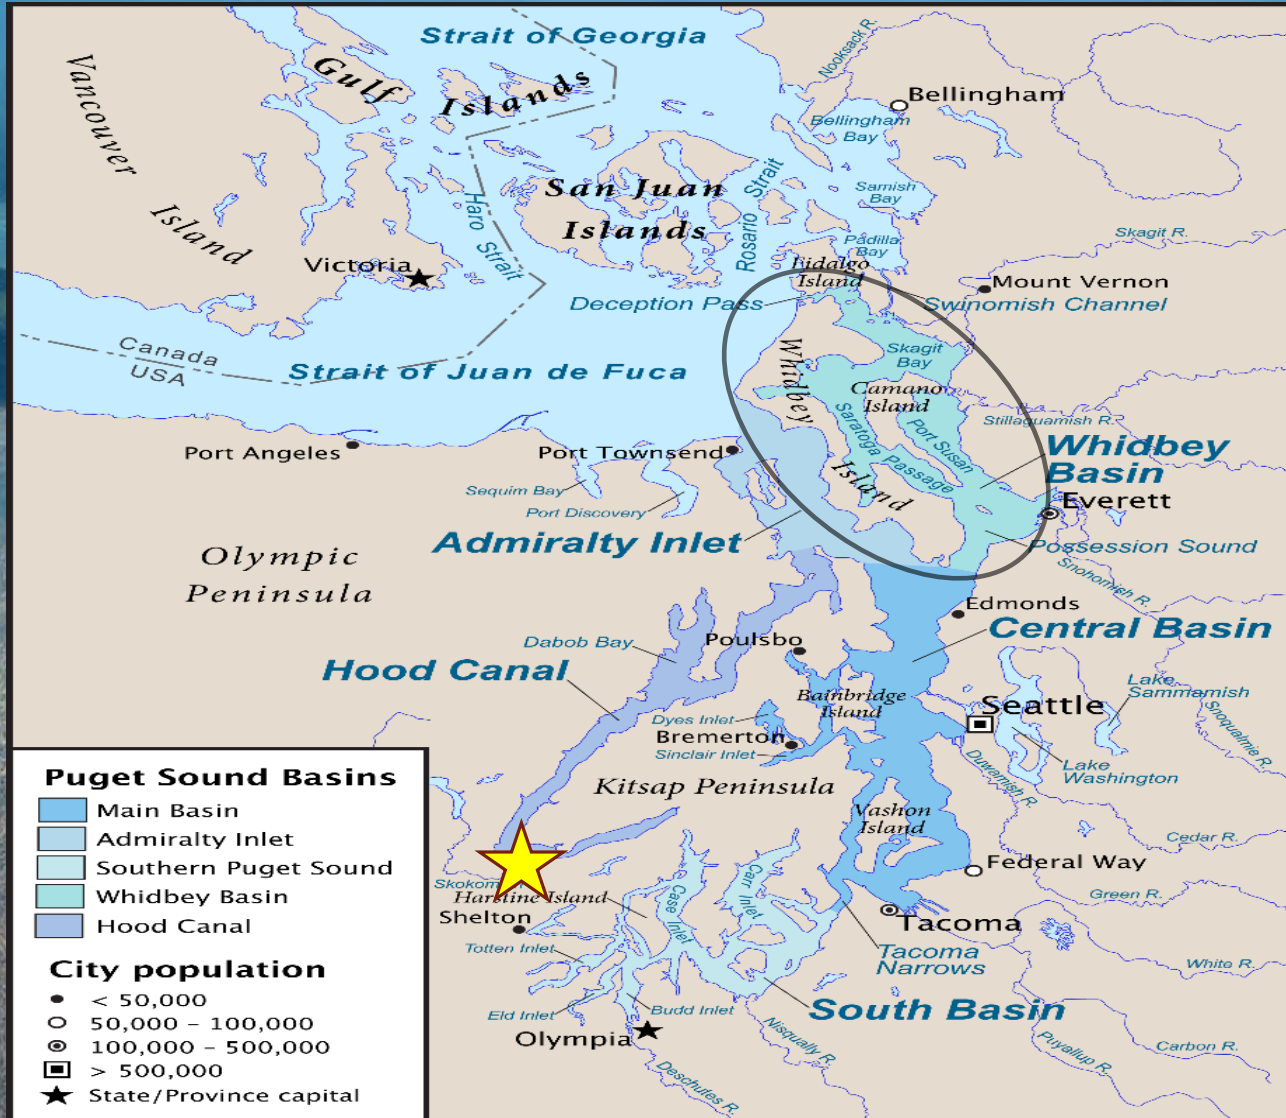 Strait of Georgia
Vancouver
Island
Gulf
Islands
Nooksack R.
Bellingham
Bellingham
Bay
San Juan
Islands
Haro Strait
Rosario Strait
Samish
Bay
Padilla
Bay
Skagit R.
Victoria
Fidalgo
Island
Mount Vernon
Deception Pass
Swinomish Channel
Canada
USA
Strait of Juan de Fuca
Whidbey
Island
Skagit
Bay
Camano
Island
Saratoga Passage
Port Susan
Stillaguamish R.
Whidbey
Basin
Port Angeles
Port Townsend
Sequim Bay
Port Discovery
Everett
Admiralty Inlet
Possession Sound
Snohomish R.
Olympic
Peninsula
Edmonds
Central Basin
Dabob Bay
Poulsbo
Hood Canal
Bainbridge
Island
Seattle
Lake
Sammamish
Snoqualmie R.
Dyes Inlet
Bremerton
Sinclair Inlet
Lake
Washington
Duwamish R.
Kitsap Peninsula
Vashon
Island
Cedar R.
Federal Way
Green R.
Harstine Island
Shelton
Case Inlet
Carr Inlet
Tacoma
Tacoma
Narrows
White R.
Totten Inlet
Eld Inlet
Budd Inlet
South Basin
Olympia
Nisqually R.
Deschutes R.
Puyallup R.
Carbon R.
Puget Sound Basins
Main Basin
Admiralty Inlet
Southern Puget Sound
Whidbey Basin
Hood Canal
City population
< 50,000
50,000 – 100,000
100,000 – 500,000
> 500,000
State/Province capital